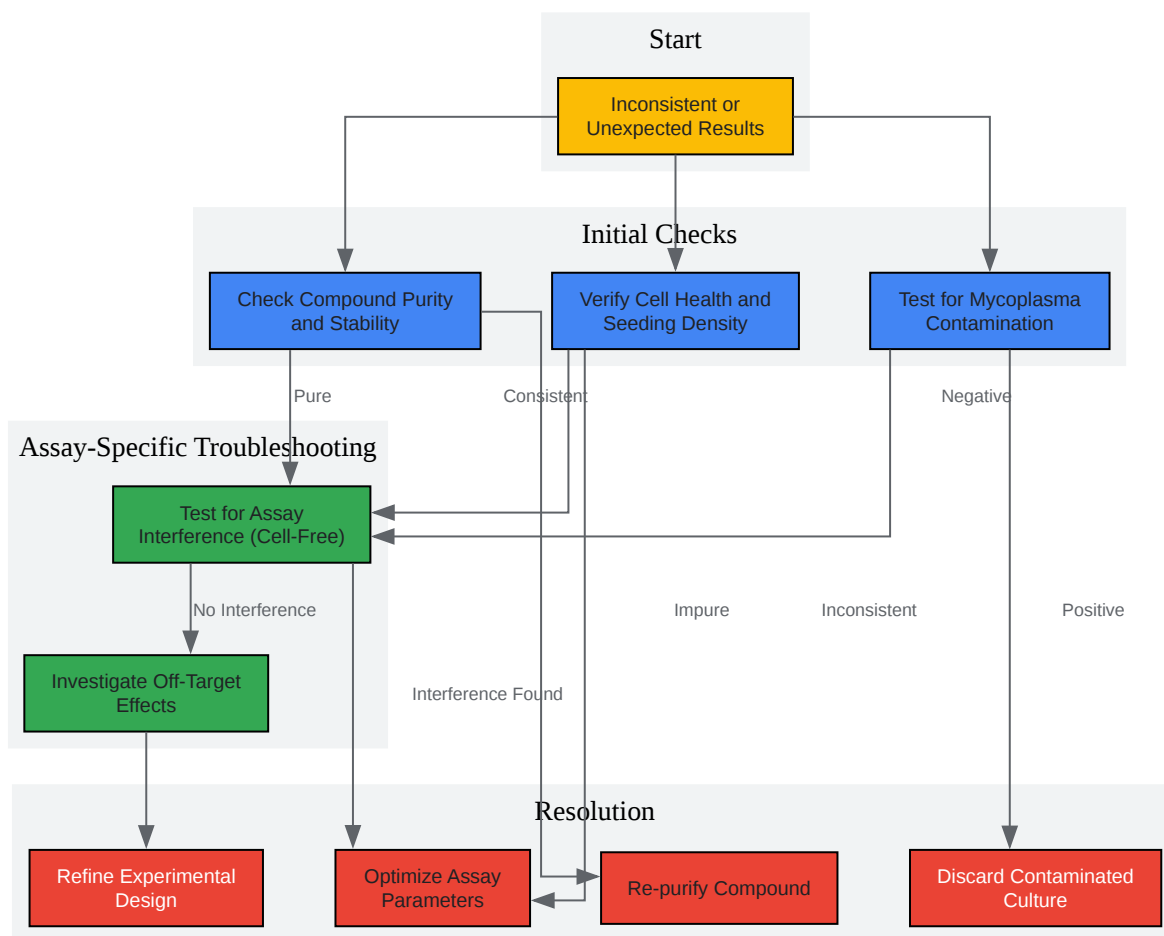 Start
Inconsistent or
Unexpected Results
Initial Checks
Check Compound Purity
and Stability
Verify Cell Health and
Seeding Density
Test for Mycoplasma
Contamination
Pure
Consistent
Negative
Assay-Specific Troubleshooting
Test for Assay
Interference (Cell-Free)
No Interference
Impure
Inconsistent
Positive
Investigate Off-Target
Effects
Interference Found
Resolution
Refine Experimental
Design
Optimize Assay
Parameters
Re-purify Compound
Discard Contaminated
Culture